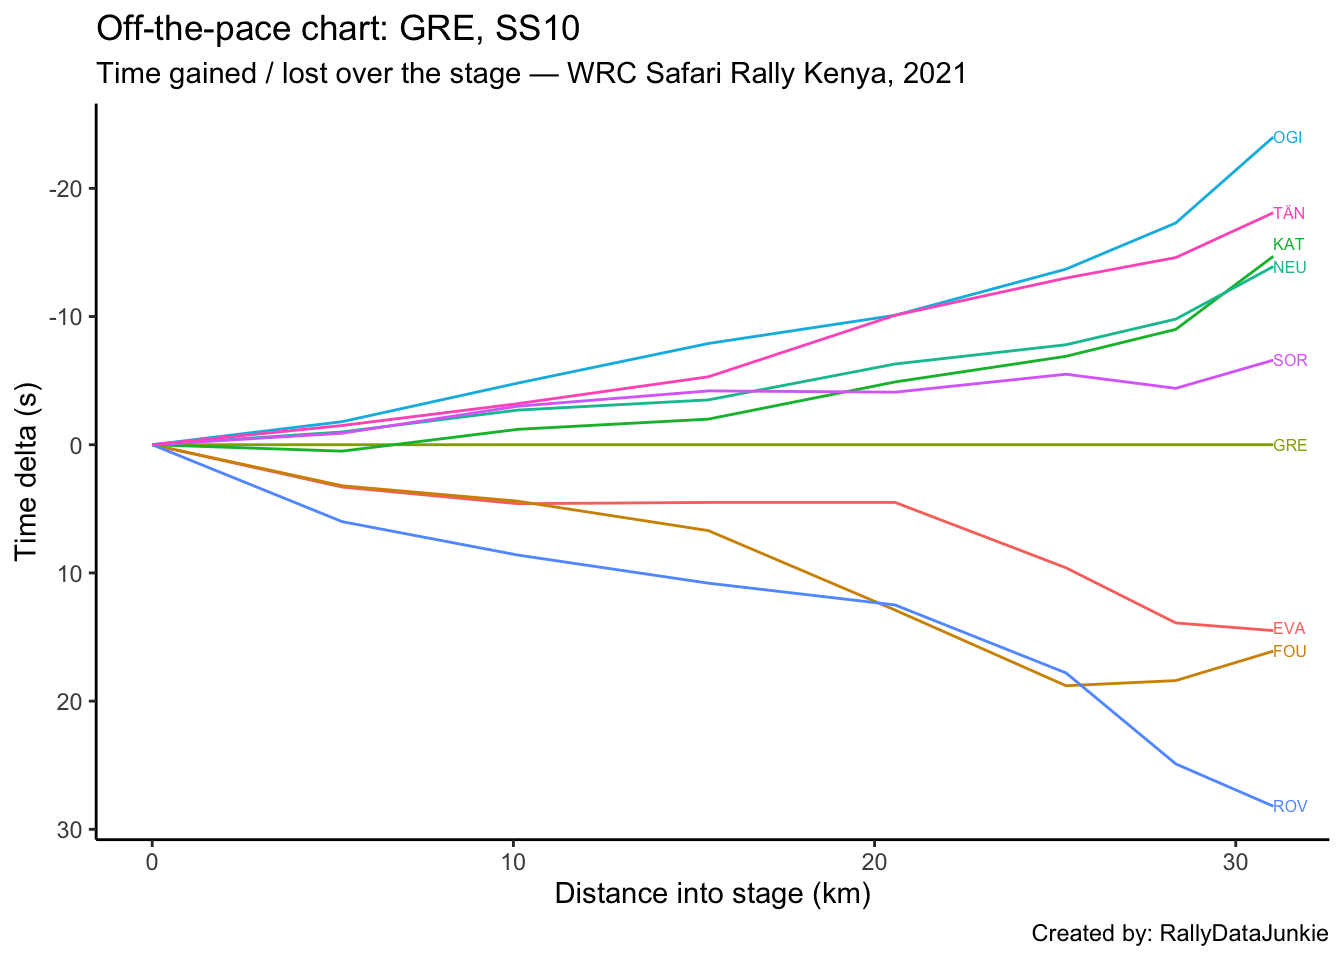 Off-the-pace chart: GRE, SS10
Time gained / lost over the stage — WRC Safari Rally Kenya, 2021
OGI
-20
TÄN
KAT
NEU
-10
SOR
Time delta (s)
0
GRE
10
EVA
FOU
20
ROV
30
0 10 20 30
Distance into stage (km)
Created by: RallyDataJunkie